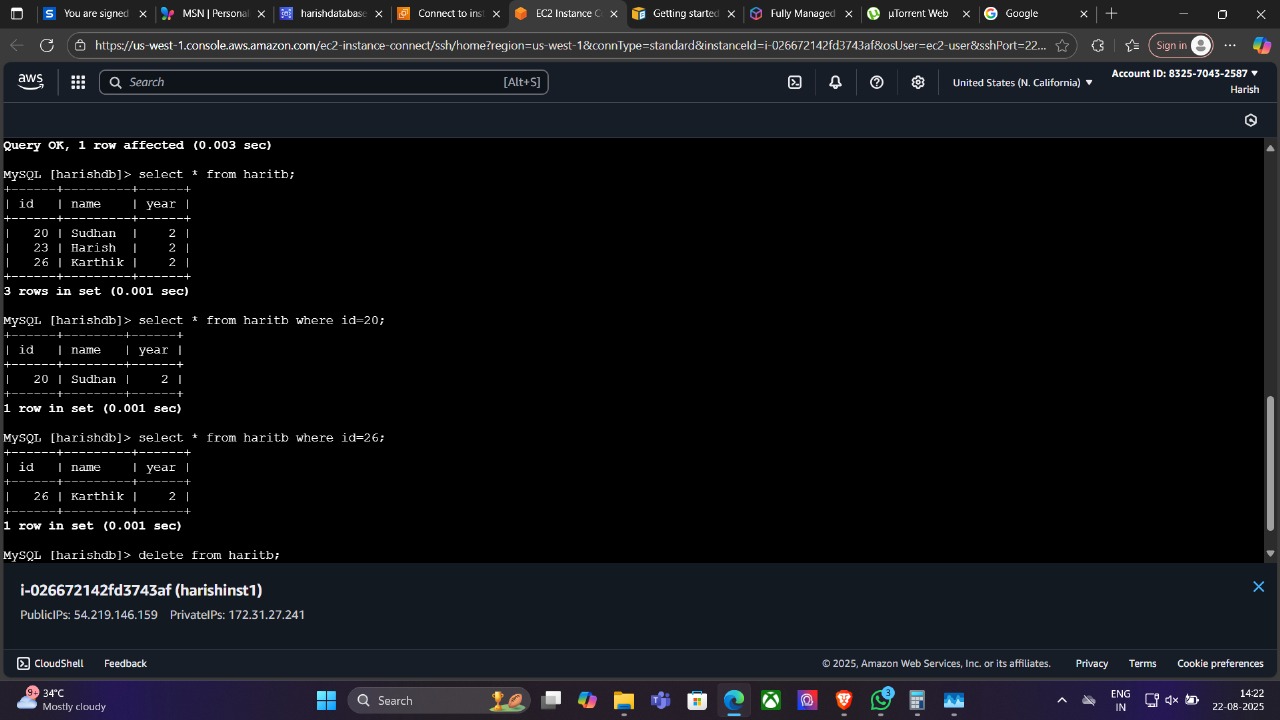 You are signed
MSN | Personal
harishdatabase
Connect to ins
EC2 Instance C
Getting started
Fully Managed
µTorrent Web
Google
https://us-west-1.console.aws.amazon.com/ec2-instance-connect/ssh/home?region=us-west-1&connType=standard&instanceId=i-026672142fd3743af&osUser=ec2-user&sshPort=22...
Sign in
aws
Search
[Alt+S]
United States (N. California)
Account ID: 8325-7043-2587
Harish
Query OK, 1 row affected (0.003 sec)
MySQL [harishdb]> select * from haritb;
+------+---------+------+
| id   | name    | year |
+------+---------+------+
|   20 | Sudhan  |    2 |
|   23 | Harish  |    2 |
|   26 | Karthik |    2 |
+------+---------+------+
3 rows in set (0.001 sec)
MySQL [harishdb]> select * from haritb where id=20;
+------+--------+------+
| id   | name   | year |
+------+--------+------+
|   20 | Sudhan |    2 |
+------+--------+------+
1 row in set (0.001 sec)
MySQL [harishdb]> select * from haritb where id=26;
+------+---------+------+
| id   | name    | year |
+------+---------+------+
|   26 | Karthik |    2 |
+------+---------+------+
1 row in set (0.001 sec)
MySQL [harishdb]> delete from haritb;
i-026672142fd3743af (harishinst1)
PublicIPs: 54.219.146.159 PrivateIPs: 172.31.27.241
CloudShell
Feedback
© 2025, Amazon Web Services, Inc. or its affiliates.
Privacy
Terms
Cookie preferences
9+
34°C
Mostly cloudy
Search
3
ENG
IN
14:22
22-08-2025